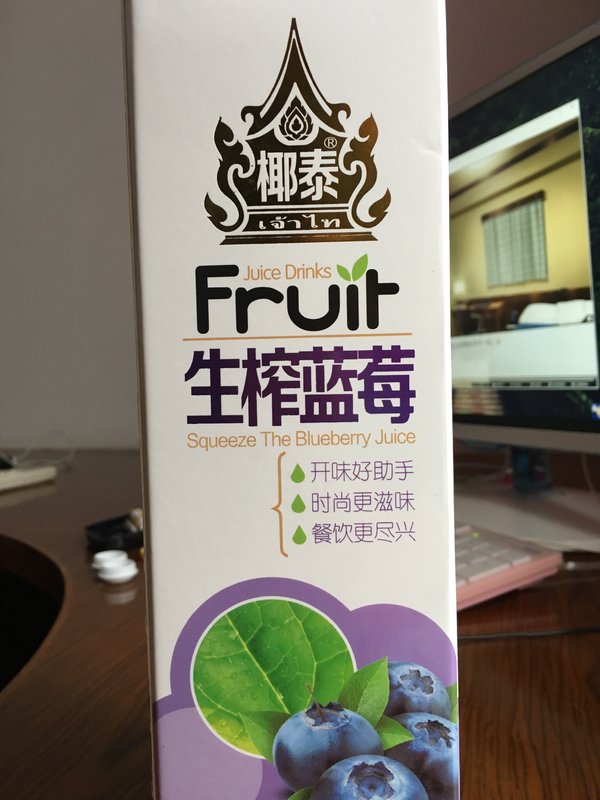 椰泰®
เจ้าไท
Juice Drinks
Fruit
生榨蓝莓
Squeeze The Blueberry Juice
开味好助手
时尚更滋味
餐饮更尽兴